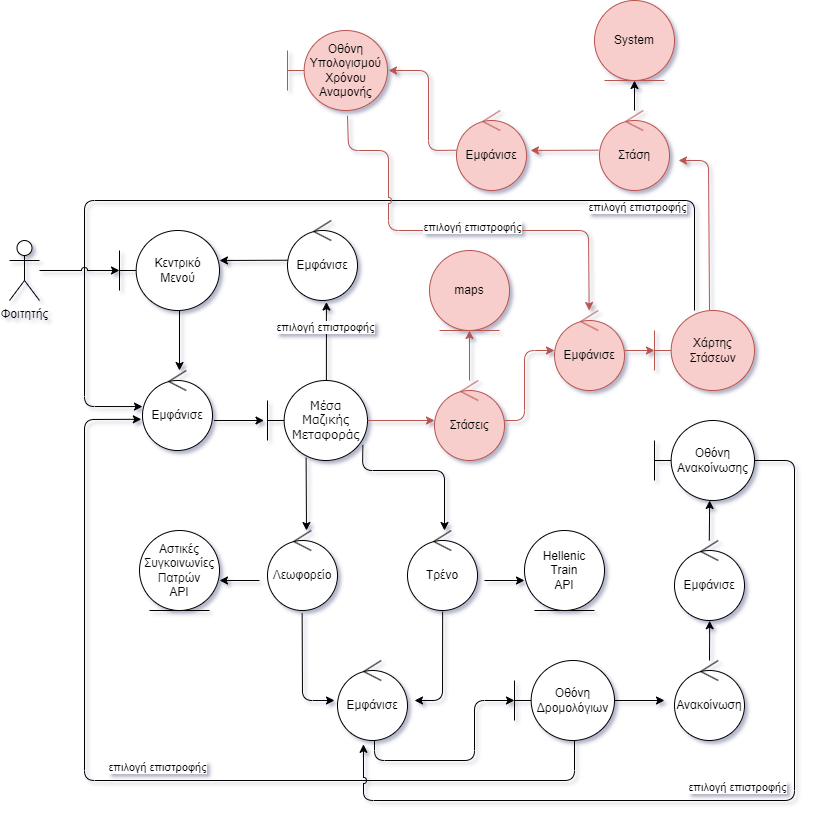 System
Οθόνη
Υπολογισμού
Χρόνου
Αναμονής
Εμφάνισε
Στάση
επιλογή επιστροφής
επιλογή επιστροφής
Κεντρικό
Μενού
Εμφάνισε
maps
Φοιτητής
επιλογή επιστροφής
Εμφάνισε
Χάρτης
Στάσεων
Εμφάνισε
Μέσα
Μαζικής
Μεταφοράς
Στάσεις
Οθόνη
Ανακοίνωσης
Αστικές
Συγκοινωνίες
Πατρών
API
Λεωφορείο
Τρένο
Hellenic
Train
API
Εμφάνισε
Εμφάνισε
Οθόνη
Δρομολόγιων
Ανακοίνωση
επιλογή επιστροφής
επιλογή επιστροφής